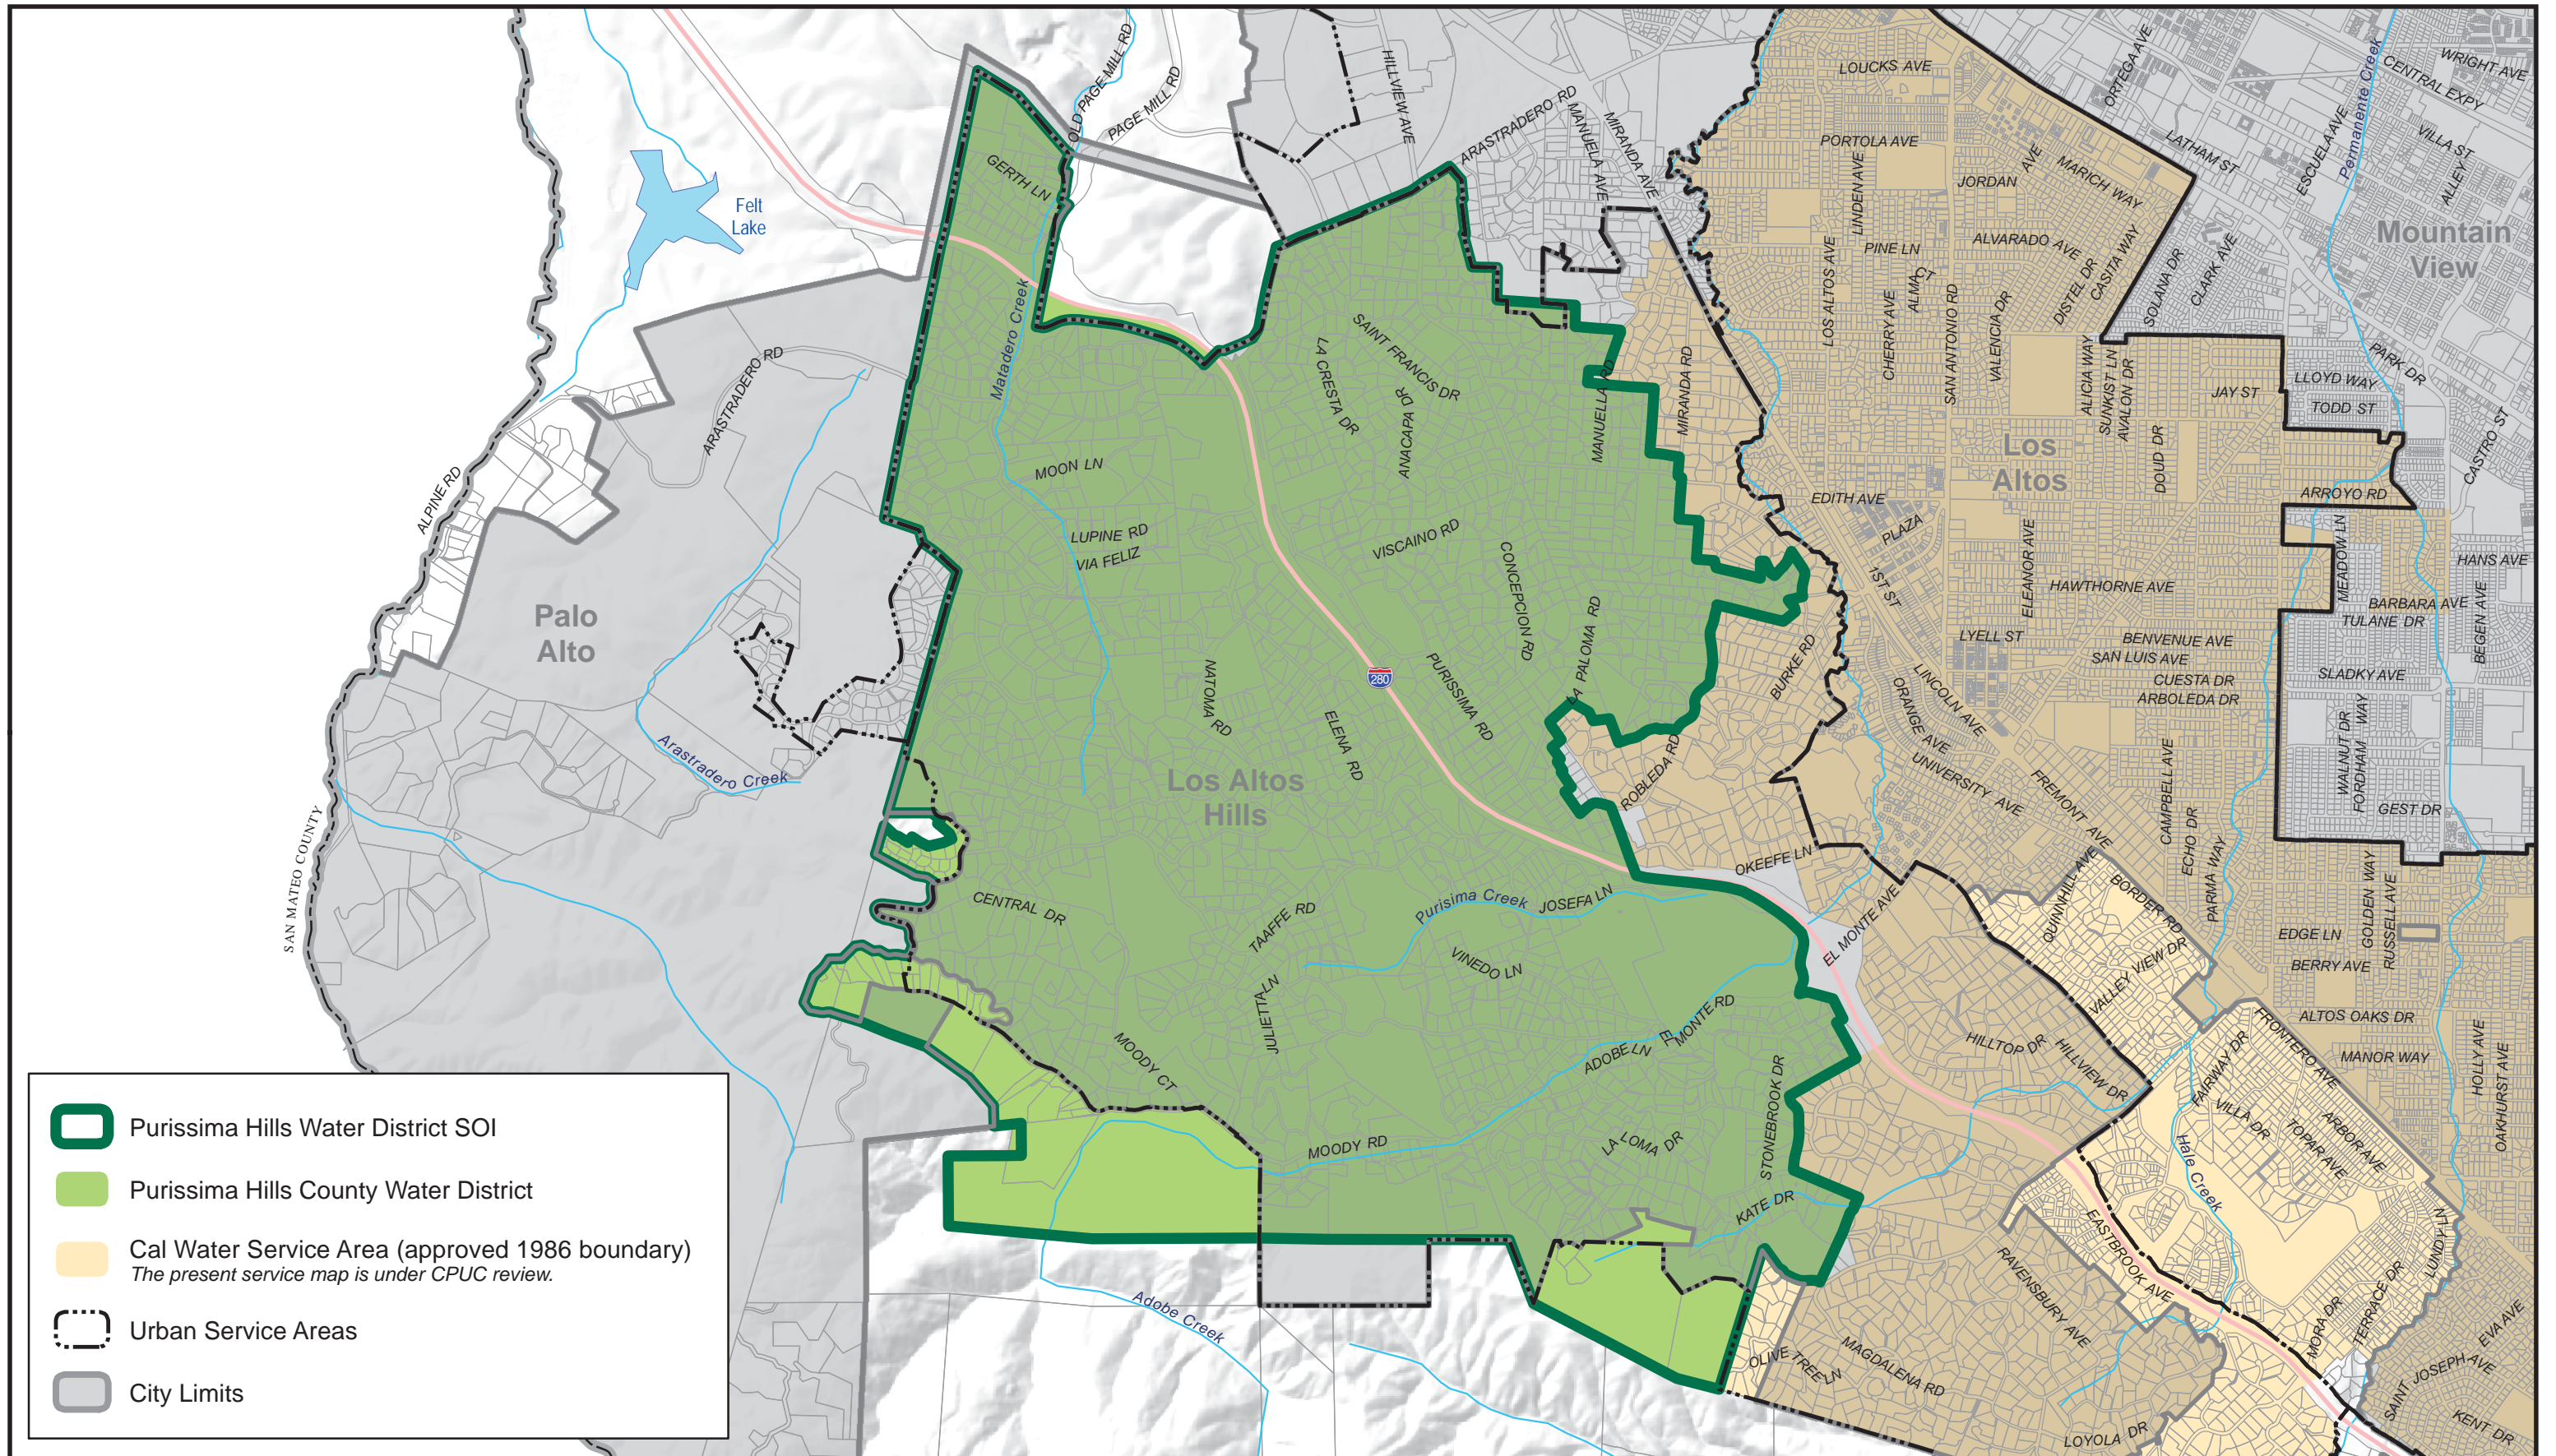 OLD PAGE MILL RD
PAGE MILL RD
HILLVIEW AVE
ARASTRADERO RD
MANUELA AVE
MIRANDA AVE
LOUCKS AVE
ORTEGA AVE
Permanente Creek
WRIGHT AVE
CENTRAL EXPY
PORTOLA AVE
LATHAM ST
ESCUELA AVE
VILLA ST
ALLEY
GERTH LN
LINDEN AVE
JORDAN AVE
MARICH WAY
Felt
Lake
Mountain
View
LOS ALTOS AVE
PINE LN
ALVARADO AVE
CASITA WAY
DISTEL DR
SOLANA DR
CLARK AVE
ALMA CT
CHERRY AVE
SAN ANTONIO RD
VALENCIA DR
Matadero Creek
SAINT FRANCIS DR
LA CRESTA DR
ANACAPA DR
MANUELLA RD
MIRANDA RD
ALICIA WAY
SUNKIST LN
AVALON DR
JAY ST
PARK DR
LLOYD WAY
TODD ST
CASTRO ST
ARASTRADERO RD
ALPINE RD
MOON LN
Los
Altos
DOUD DR
EDITH AVE
PLAZA
ARROYO RD
LUPINE RD
VIA FELIZ
VISCAINO RD
CONCEPCION RD
1ST ST
ELEANOR AVE
HAWTHORNE AVE
MEADOW LN
HANS AVE
BARBARA AVE
TULANE DR
BEGEN AVE
Palo
Alto
LA PALOMA RD
BURKE RD
LYELL ST
BENVENUE AVE
SAN LUIS AVE
CUESTA DR
ARBOLEDA DR
SLADKY AVE
280
NATOMA RD
ELENA RD
PURISSIMA RD
ORANGE AVE
LINCOLN AVE
WALNUT DR
FORDHAM WAY
Arastradero Creek
Los Altos
Hills
ROBLEDA RD
UNIVERSITY AVE
FREMONT AVE
CAMPBELL AVE
ECHO DR
GEST DR
SAN MATEO COUNTY
OKEEFE LN
PARMA WAY
GOLDEN WAY
RUSSELL AVE
QUINNHILL AVE
BORDER RD
CENTRAL DR
TAAFFE RD
Purisima Creek
JOSEFA LN
EL MONTE AVE
EDGE LN
BERRY AVE
VINEDO LN
VALLEY VIEW DR
JULIETTA LN
EL MONTE RD
ALTOS OAKS DR
FRONTERO AVE
MOODY CT
ADOBE LN
HILLTOP DR
HILLVIEW DR
MANOR WAY
HOLLY AVE
OAKHURST AVE
FAIRWAY DR
STONEBROOK DR
VILLA DR
TOPAR AVE
ARBOR AVE
MOODY RD
LA LOMA DR
Hale Creek
KATE DR
EASTBROOK AVE
LUNDY LN
RAVENSBURY AVE
Adobe Creek
MORA DR
TERRACE DR
EVA AVE
OLIVE TREE LN
MAGDALENA RD
SAINT JOSEPH AVE
LOYOLA DR
KENT DR
Purissima Hills Water District SOI
Purissima Hills County Water District
Cal Water Service Area (approved 1986 boundary)
The present service map is under CPUC review.
Urban Service Areas
City Limits